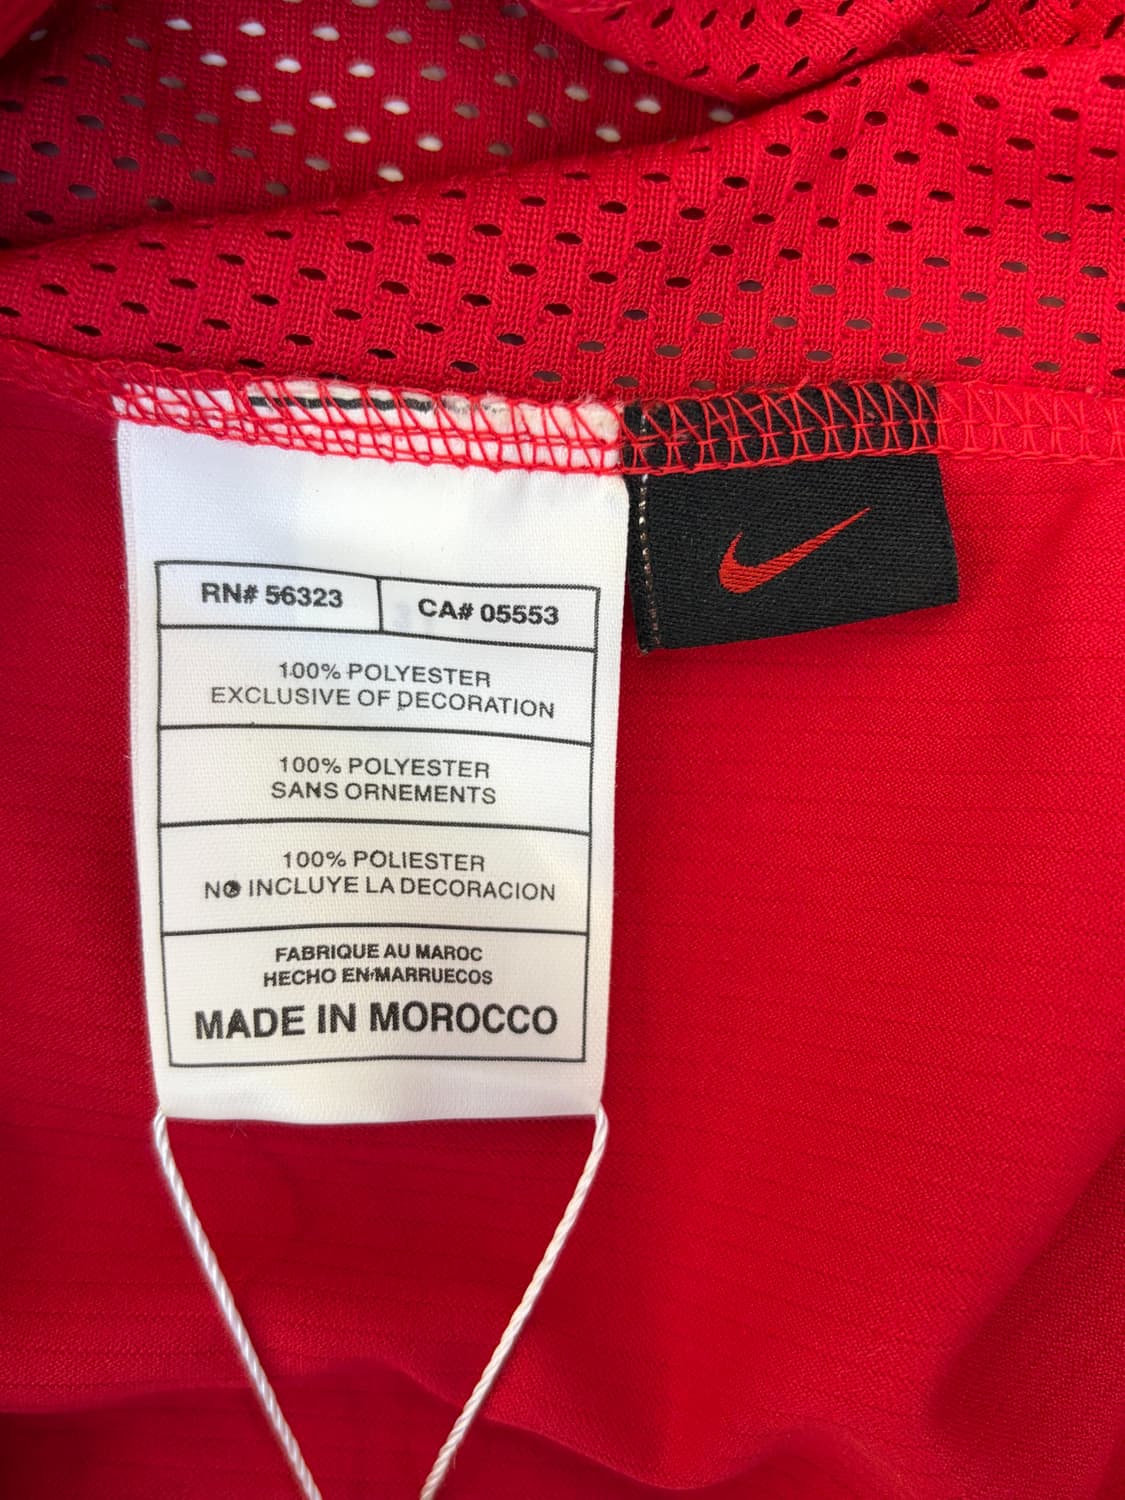 RN# 56323
CA# 05553
100% POLYESTER
EXCLUSIVE OF DECORATION
100% POLYESTER
SANS ORNEMENTS
100% POLIESTER
NO INCLUYE LA DECORACION
FABRIQUE AU MAROC
HECHO EN MARRUECOS
MADE IN MOROCCO